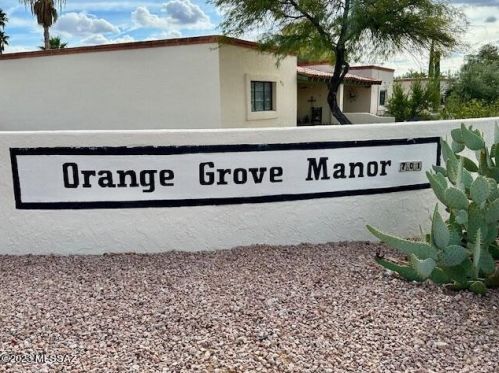 Orange Grove Manor 701
©2023 MLSSAZ